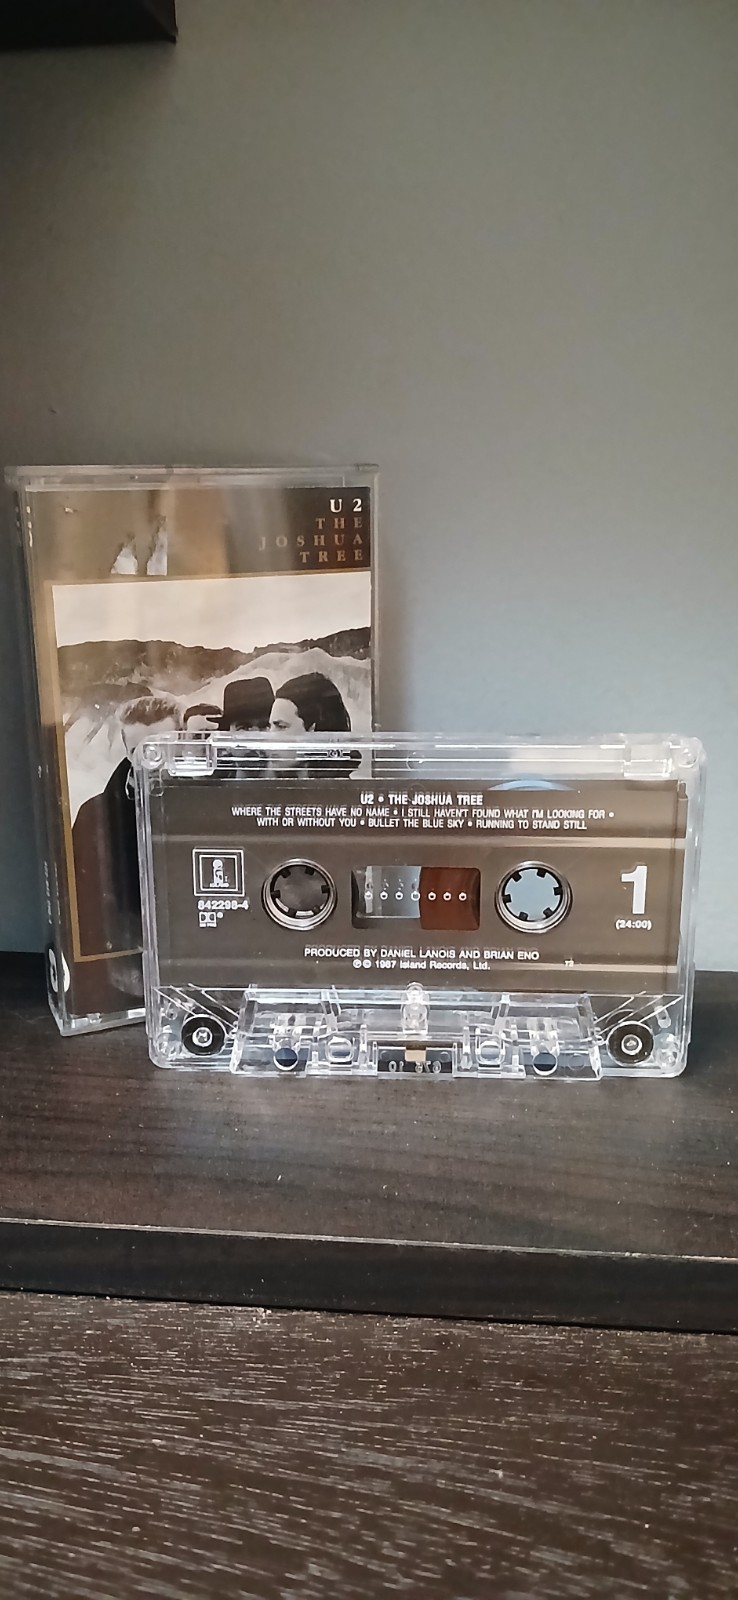 U 2
THE
JOSHUA
TREE
U2 • THE JOSHUA TREE
WHERE THE STREETS HAVE NO NAME • I STILL HAVEN'T FOUND WHAT I'M LOOKING FOR •
WITH OR WITHOUT YOU • BULLET THE BLUE SKY • RUNNING TO STAND STILL
842298-4
1
(24:00)
PRODUCED BY DANIEL LANOIS AND BRIAN ENO
℗© 1987 Island Records, Ltd.